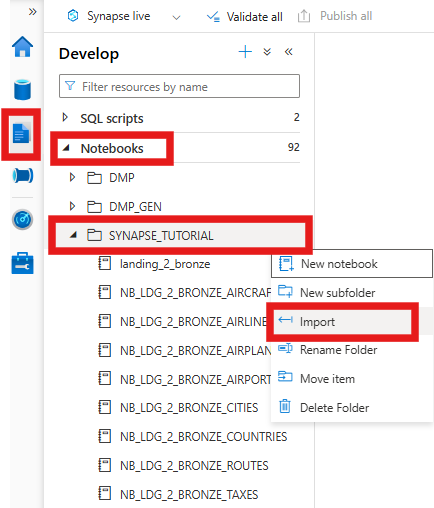 »
Synapse live
Validate all
Publish all
Develop
Filter resources by name
SQL scripts 2
Notebooks 92
DMP
DMP_GEN
SYNAPSE_TUTORIAL
landing_2_bronze
New notebook
NB_LDG_2_BRONZE_AIRCRAF
New subfolder
NB_LDG_2_BRONZE_AIRLINE
Import
NB_LDG_2_BRONZE_AIRPLAN
Rename Folder
NB_LDG_2_BRONZE_AIRPORT
Move item
NB_LDG_2_BRONZE_CITIES
Delete Folder
NB_LDG_2_BRONZE_COUNTRIES
NB_LDG_2_BRONZE_ROUTES
NB_LDG_2_BRONZE_TAXES